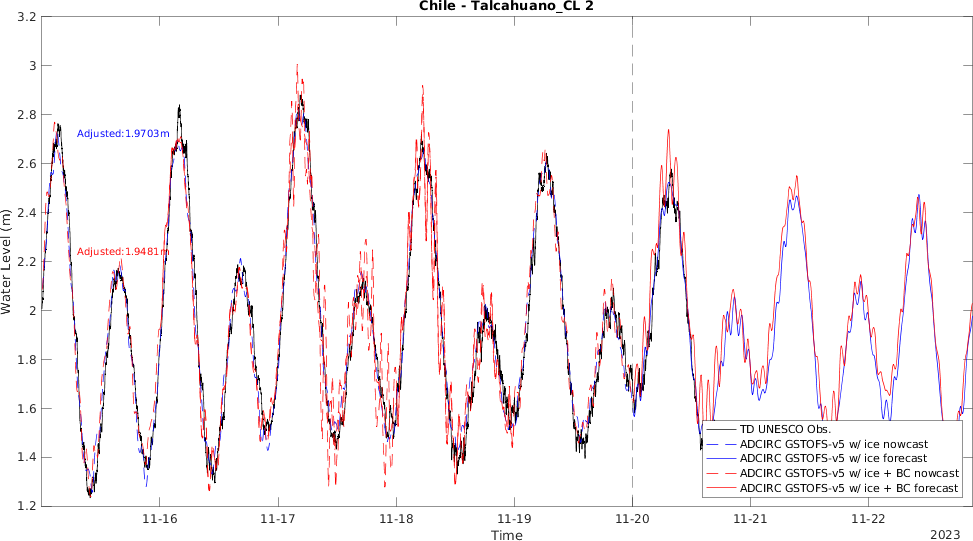 Chile - Talcahuano_CL 2
3.2
3
2.8
2.6
2.4
2.2
2
1.8
1.6
1.4
1.2
Water Level (m)
Adjusted:1.9703m
Adjusted:1.9481m
TD UNESCO Obs.
ADCIRC GSTOFS-v5 w/ ice nowcast
ADCIRC GSTOFS-v5 w/ ice forecast
ADCIRC GSTOFS-v5 w/ ice + BC nowcast
ADCIRC GSTOFS-v5 w/ ice + BC forecast
11-16 11-17 11-18 11-19 11-20 11-21 11-22
Time
2023